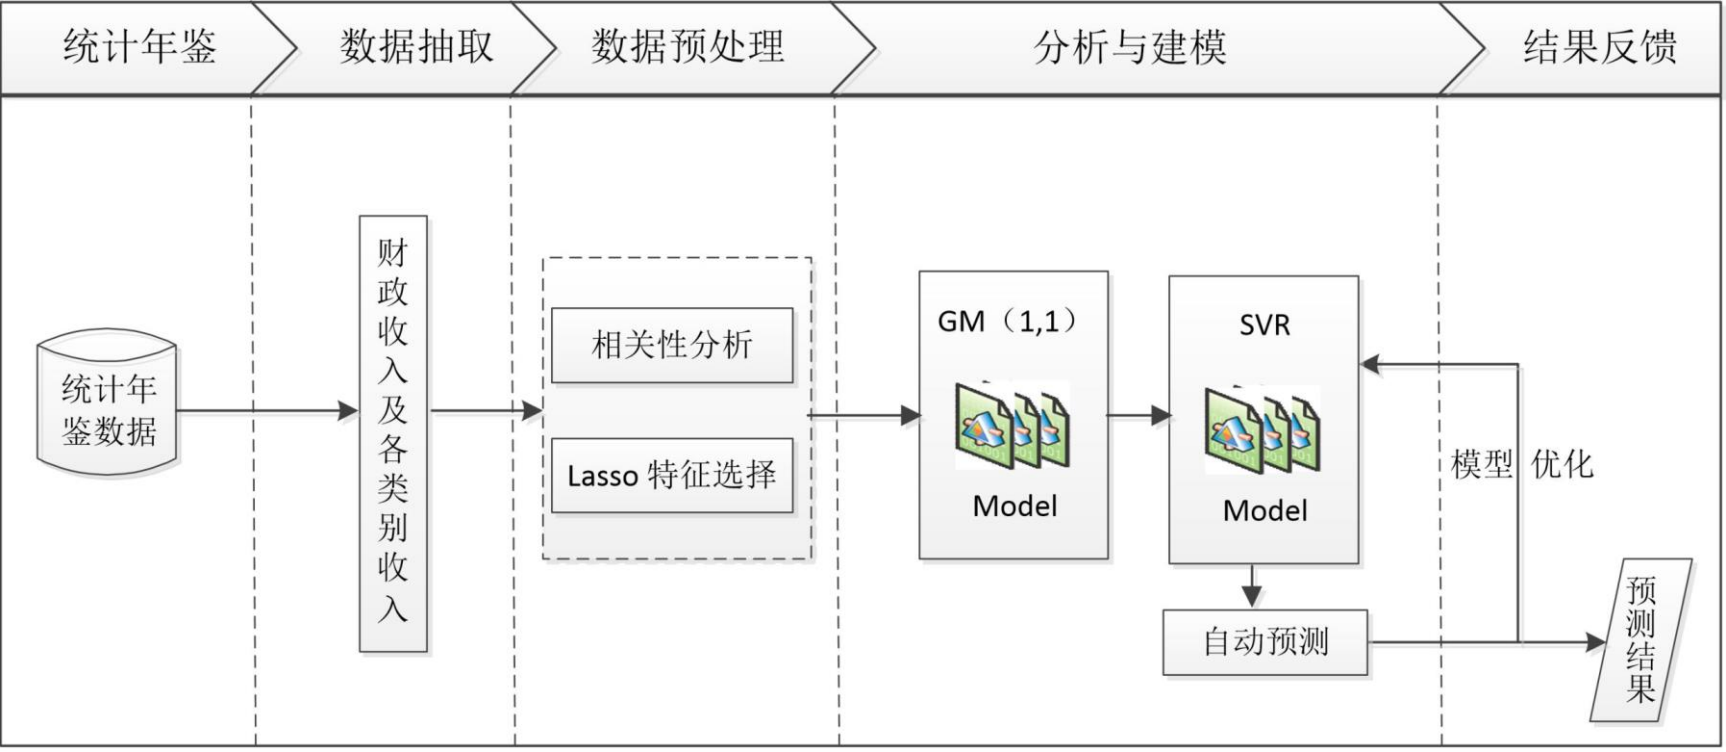 统计年鉴
数据抽取
数据预处理
分析与建模
结果反馈
统计年
鉴数据
财政收入及各类别收入
相关性分析
Lasso 特征选择
GM（1,1）
Model
SVR
Model
自动预测
模型 优化
预测结果